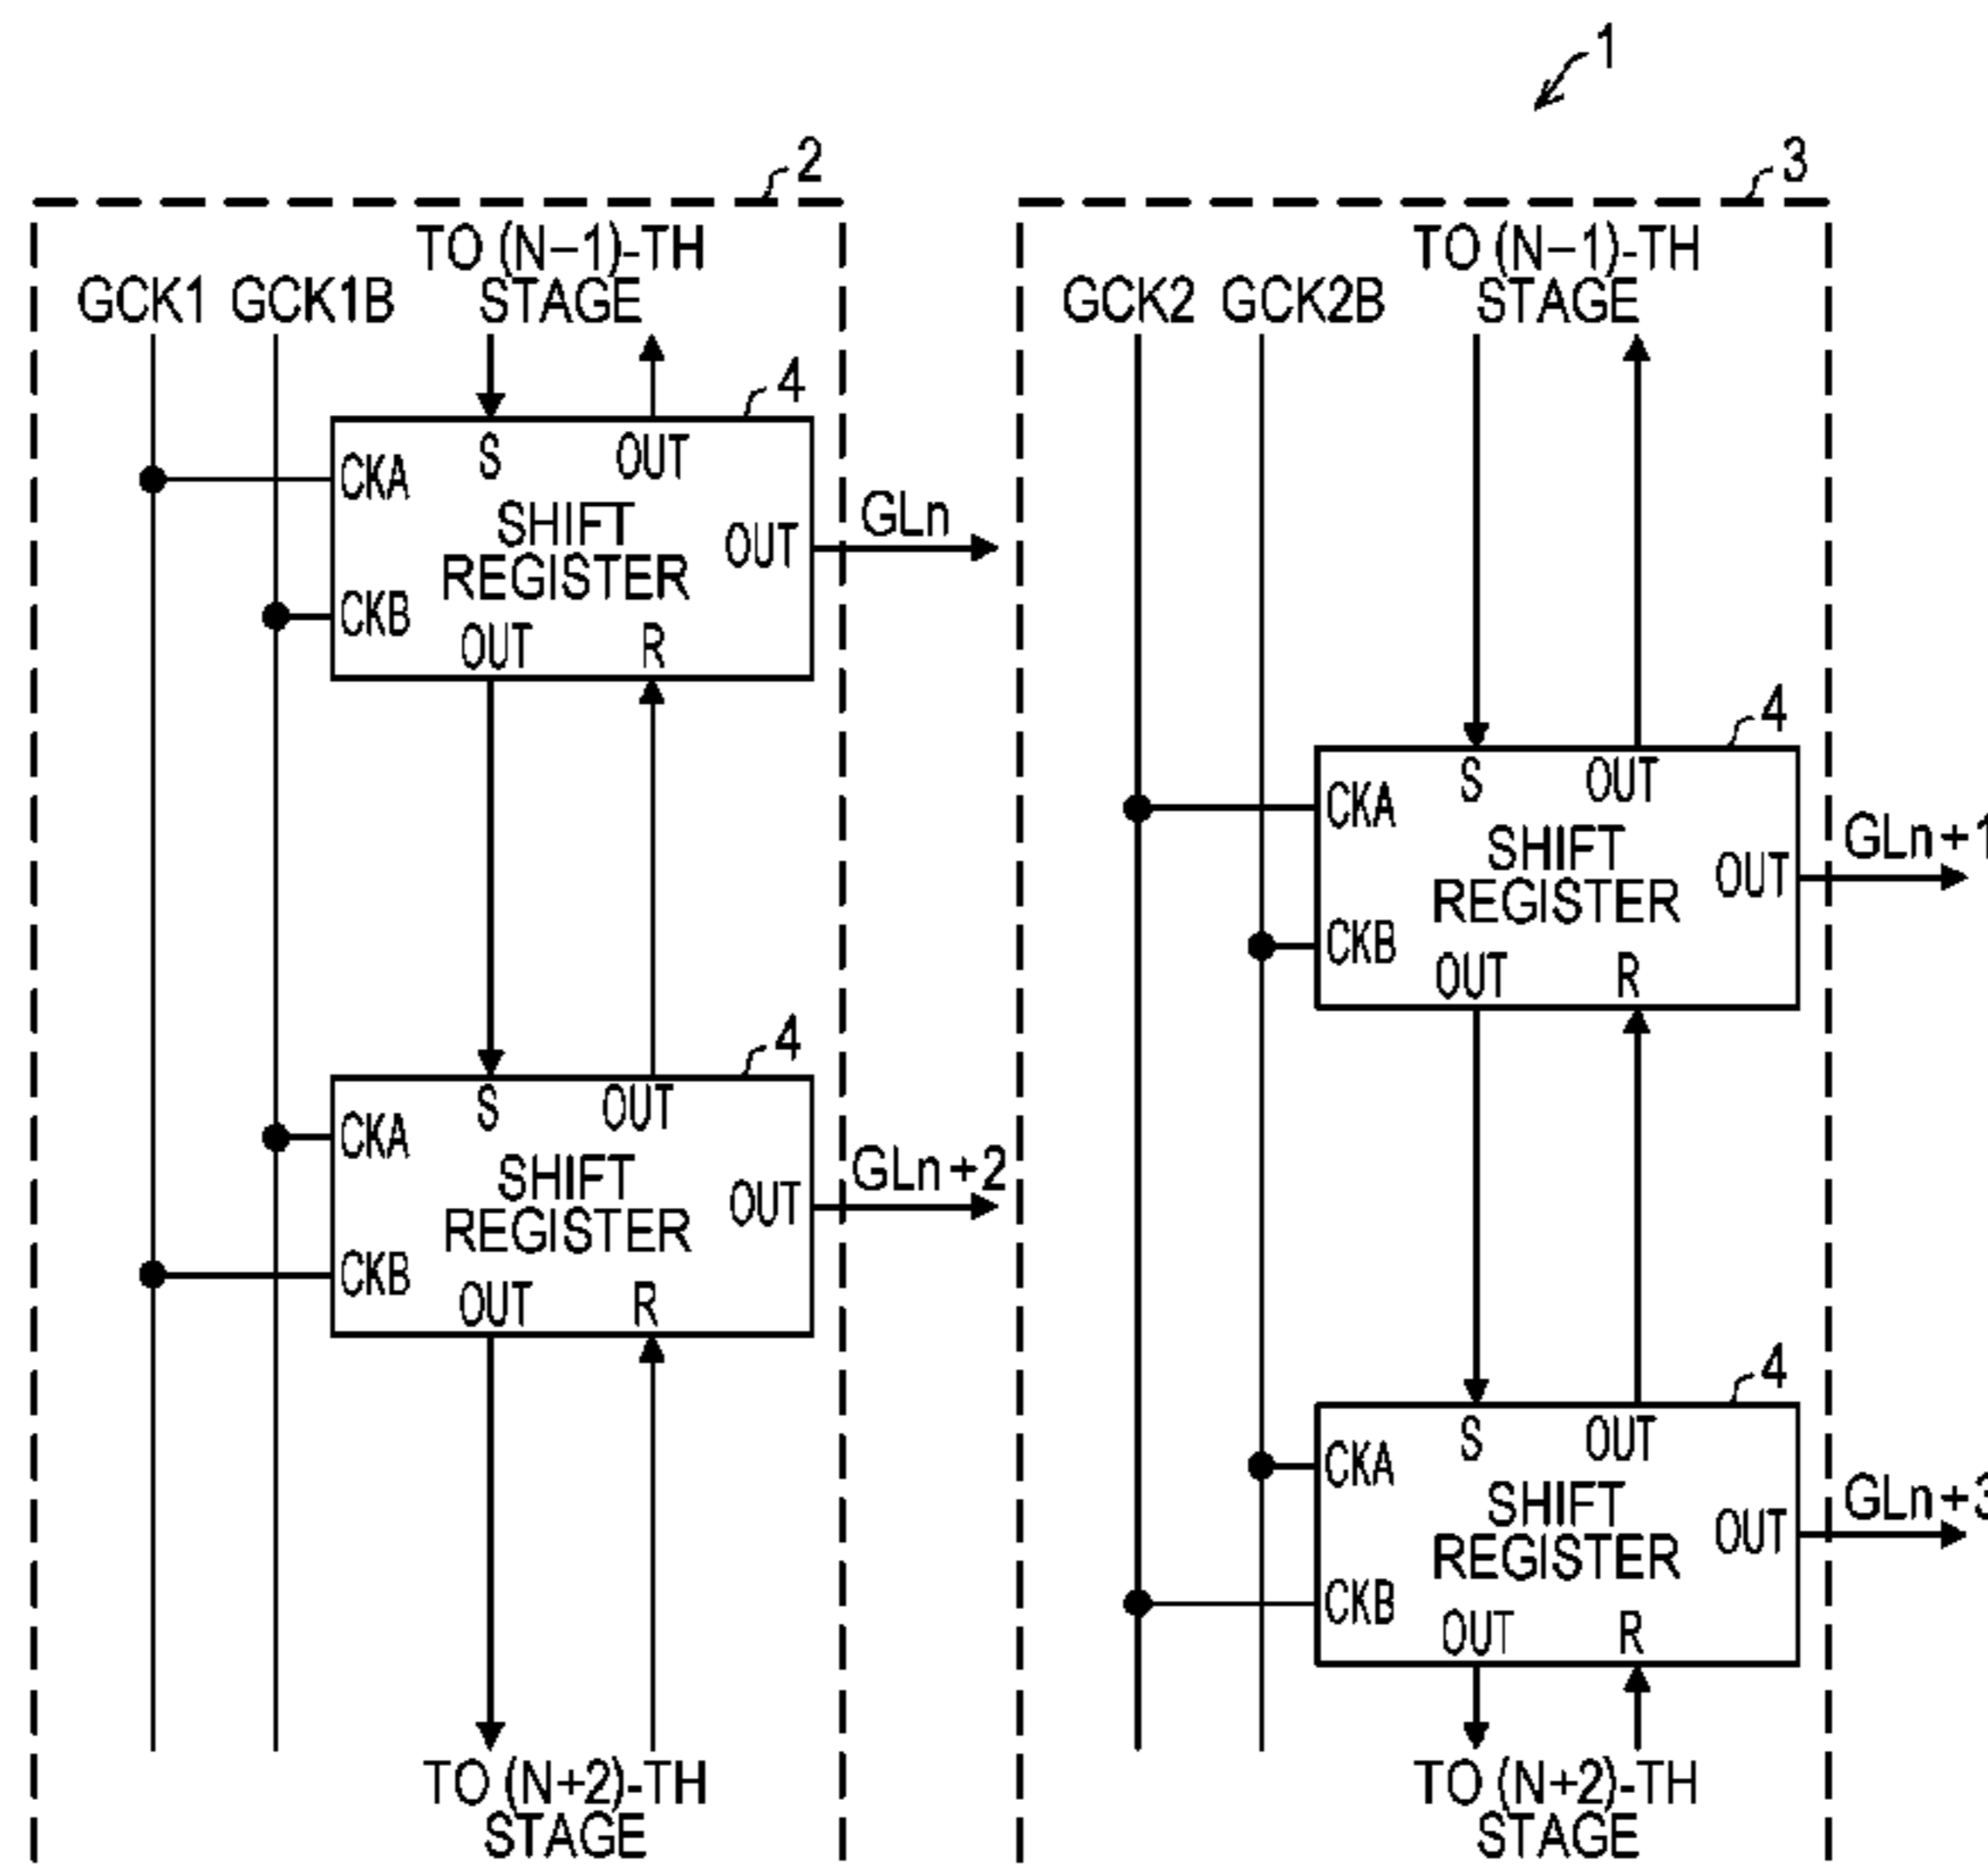 1
2
3
TO (N-1)-TH
STAGE
GCK1
GCK1B
4
S
OUT
CKA
SHIFT
REGISTER
OUT
GLn
CKB
OUT
R
4
S
OUT
CKA
SHIFT
REGISTER
OUT
GLn+2
CKB
OUT
R
TO (N+2)-TH
STAGE
TO (N-1)-TH
STAGE
GCK2
GCK2B
4
S
OUT
CKA
SHIFT
REGISTER
OUT
GLn+1
CKB
OUT
R
4
S
OUT
CKA
SHIFT
REGISTER
OUT
GLn+3
CKB
OUT
R
TO (N+2)-TH
STAGE